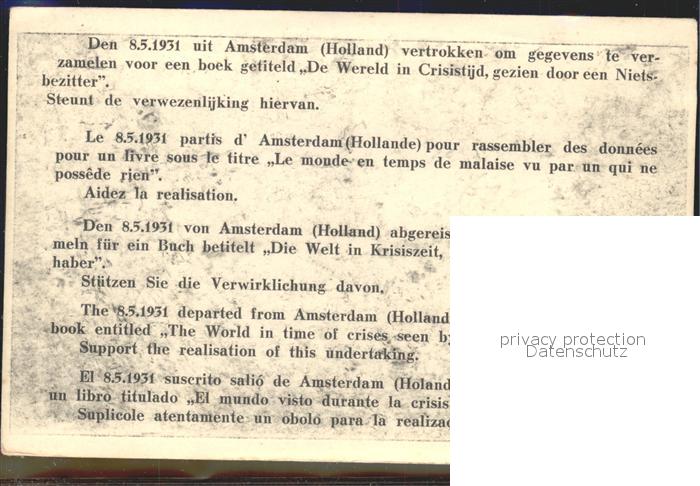 Den 8.5.1931 uit Amsterdam (Holland) vertrokken om gegevens te ver-
zamelen voor een boek getiteld „De Wereld in Crisistijd, gezien door een Niets-
bezitter”.
Steunt de verwezenlijking hiervan.
Le 8.5.1931 partis d' Amsterdam (Hollande) pour rassembler des données
pour un livre sous le titre „Le monde en temps de malaise vu par un qui ne
possêde rien”.
Aidez la realisation.
Den 8.5.1931 von Amsterdam (Holland) abgereis
meln für ein Buch betitelt „Die Welt in Krisiszeit,
haber”.
Stützen Sie die Verwirklichung davon.
The 8.5.1931 departed from Amsterdam (Holland
book entitled „The World in time of crises seen by
Support the realisation of this undertaking.
El 8.5.1931 suscrito salió de Amsterdam (Holand
un libro titulado „El mundo visto durante la crisis
Suplicole atentamente un obolo para la realizac
privacy protection
Datenschutz